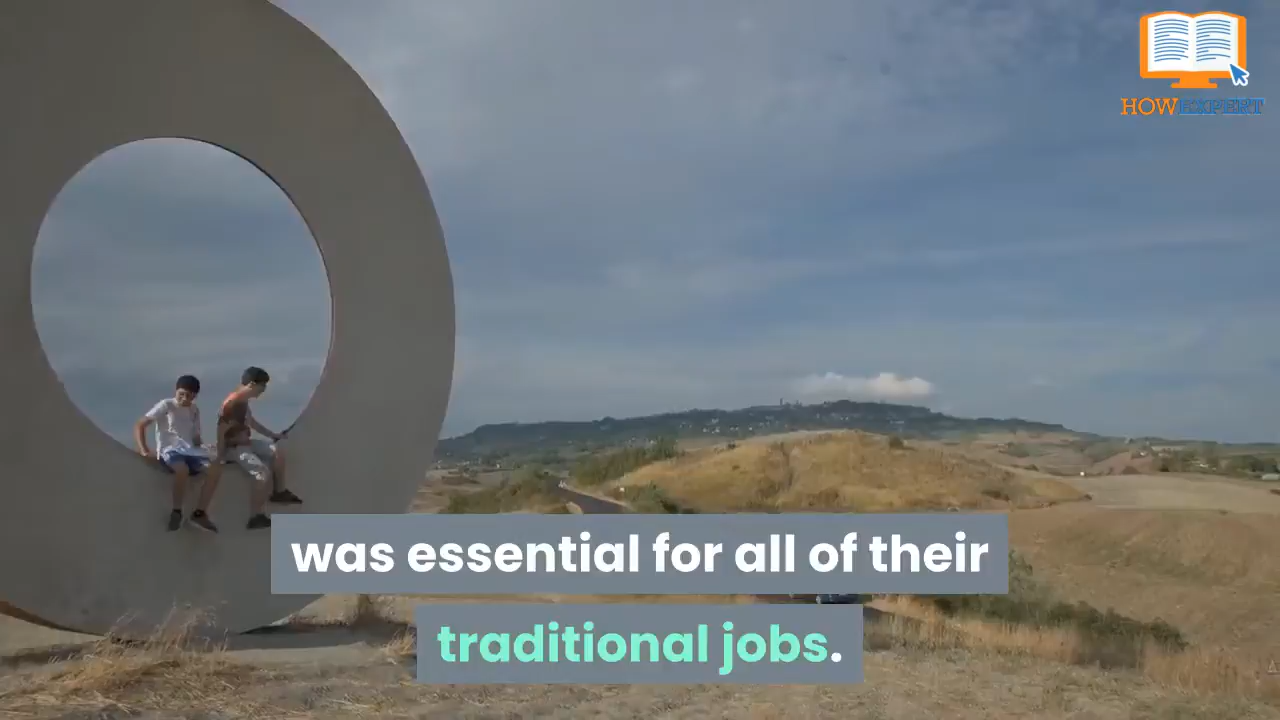 HOWEXPERT
was essential for all of their
traditional jobs.